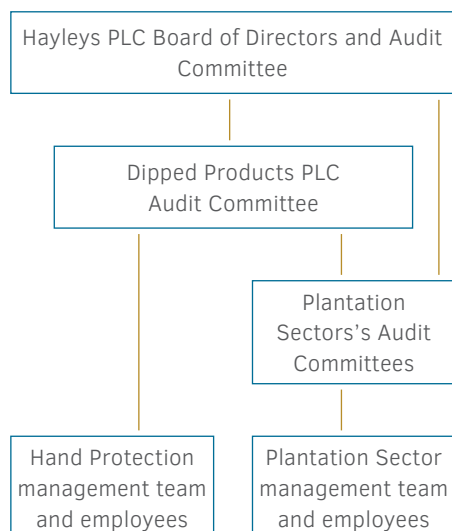 Hayleys PLC Board of Directors and Audit
Committee
Dipped Products PLC
Audit Committee
Plantation
Sectors’s Audit
Committees
Hand Protection
management team
and employees
Plantation Sector
management team
and employees